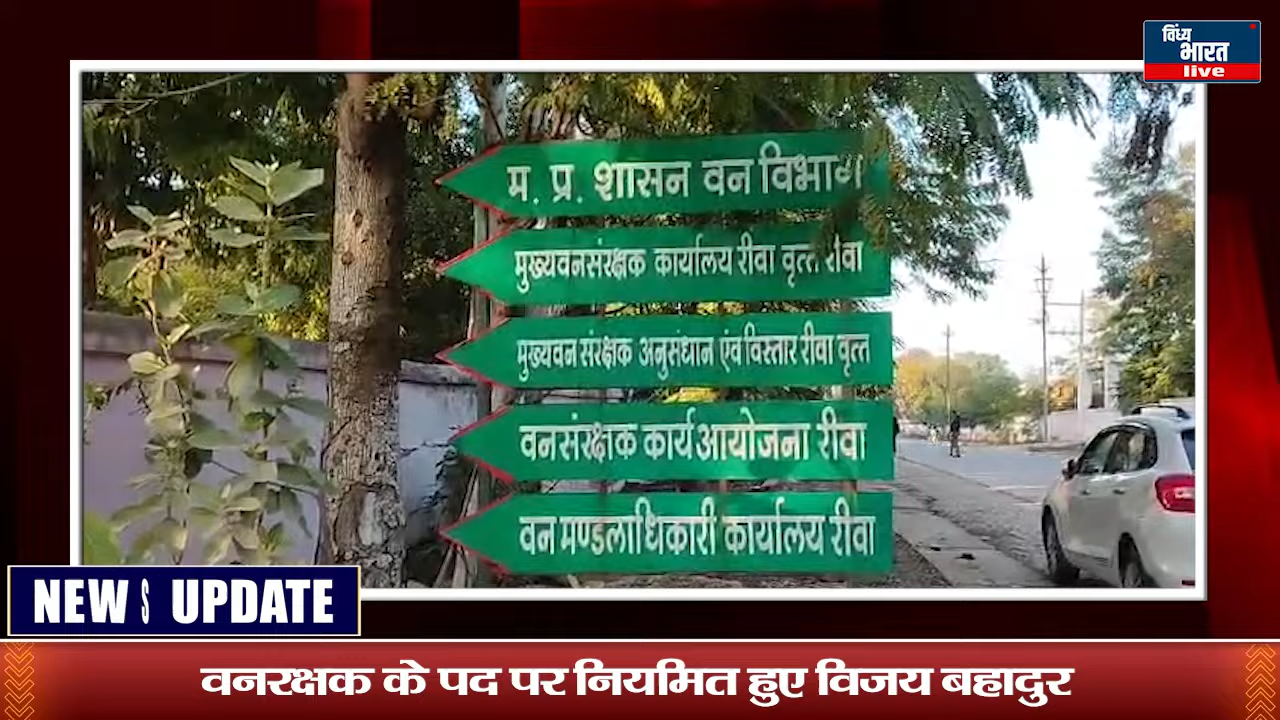 विंध्य
भारत
live
म. प्र. शासन वन विभाग
मुख्यवनसंरक्षक कार्यालय रीवा वृत्त रीवा
मुख्यवन संरक्षक अनुसंधान एंव विस्तार रीवा वृत्त
वनसंरक्षक कार्य आयोजना रीवा
वन मण्डलाधिकारी कार्यालय रीवा
NEWS UPDATE
वनरक्षक के पद पर नियमित हुए विजय बहादुर